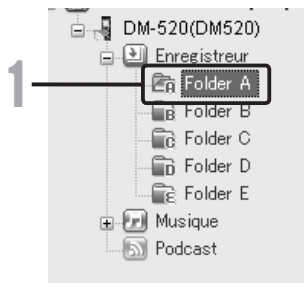 DM-520(DM520)
Enregistreur
1
Folder A
Folder B
Folder C
Folder D
Folder E
Musique
Podcast